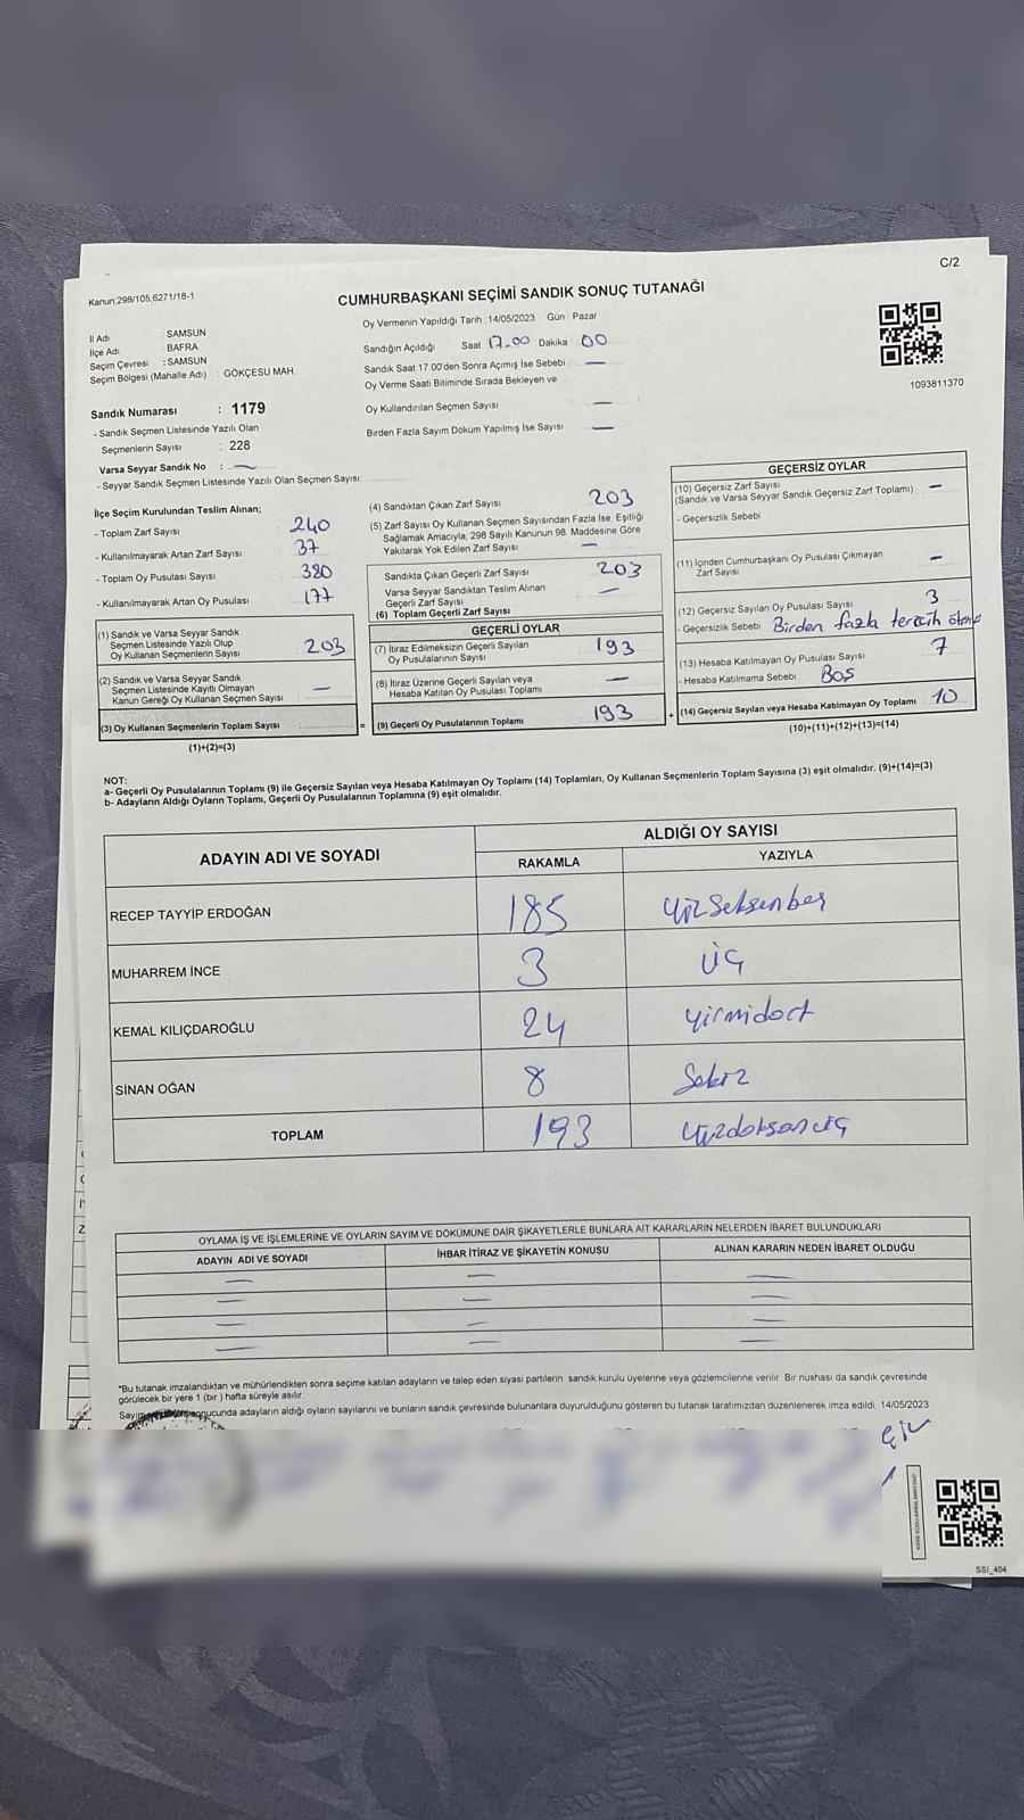 C/2
Kanun:298/105,6271/18-1
CUMHURBAŞKANI SEÇİMİ SANDIK SONUÇ TUTANAĞI
İl Adı SAMSUN
İlçe Adı BAFRA
Seçim Çevresi : SAMSUN
Seçim Bölgesi (Mahalle Adı) GÖKÇESU MAH.
Sandık Numarası : 1179
- Sandık Seçmen Listesinde Yazılı Olan
Seçmenlerin Sayısı : 228
Varsa Seyyar Sandık No : —
- Seyyar Sandık Seçmen Listesinde Yazılı Olan Seçmen Sayısı:
Oy Vermenin Yapıldığı Tarih :14/05/2023 Gün : Pazar
Sandığın Açıldığı Saat 17.00 Dakika 00
Sandık Saat 17:00'den Sonra Açımış İse Sebebi —
Oy Verme Saati Bitiminde Sırada Bekleyen ve
Oy Kullandırılan Seçmen Sayısı —
Birden Fazla Sayım Döküm Yapılmış İse Sayısı —
1093811370
İlçe Seçim Kurulundan Teslim Alınan;
- Toplam Zarf Sayısı 240
- Kullanılmayarak Artan Zarf Sayısı 37
- Toplam Oy Pusulası Sayısı 380
- Kullanılmayarak Artan Oy Pusulası 177
(1) Sandık ve Varsa Seyyar Sandık
Seçmen Listesinde Yazılı Olup
Oy Kullanan Seçmenlerin Sayısı 203
(2) Sandık ve Varsa Seyyar Sandık
Seçmen Listesinde Kayıtlı Olmayan
Kanun Gereği Oy Kullanan Seçmen Sayısı —
(3) Oy Kullanan Seçmenlerin Toplam Sayısı
(1)+(2)=(3)
(4) Sandıktan Çıkan Zarf Sayısı 203
(5) Zarf Sayısı Oy Kullanan Seçmen Sayısından Fazla İse, Eşitliği
Sağlamak Amacıyla, 298 Sayılı Kanunun 98. Maddesine Göre
Yakılarak Yok Edilen Zarf Sayısı —
Sandıkta Çıkan Geçerli Zarf Sayısı 203
Varsa Seyyar Sandıktan Teslim Alınan
Geçerli Zarf Sayısı —
(6) Toplam Geçerli Zarf Sayısı
GEÇERLİ OYLAR
(7) İtiraz Edilmeksizin Geçerli Sayılan
Oy Pusulalarının Sayısı 193
(8) İtiraz Üzerine Geçerli Sayılan veya
Hesaba Katılan Oy Pusulası Toplamı —
= (9) Geçerli Oy Pusulalarının Toplamı 193
GEÇERSİZ OYLAR
(10) Geçersiz Zarf Sayısı
(Sandık ve Varsa Seyyar Sandık Geçersiz Zarf Toplamı) —
- Geçersizlik Sebebi
(11) İçinden Cumhurbaşkanı Oy Pusulası Çıkmayan
Zarf Sayısı —
(12) Geçersiz Sayılan Oy Pusulası Sayısı 3
- Geçersizlik Sebebi Birden fazla tercih
(13) Hesaba Katılmayan Oy Pusulası Sayısı 7
- Hesaba Katılmama Sebebi Boş
+ (14) Geçersiz Sayılan veya Hesaba Katılmayan Oy Toplamı 10
(10)+(11)+(12)+(13)=(14)
NOT:
a- Geçerli Oy Pusulalarının Toplamı (9) ile Geçersiz Sayılan veya Hesaba Katılmayan Oy Toplamı (14) Toplamları, Oy Kullanan Seçmenlerin Toplam Sayısına (3) eşit olmalıdır. (9)+(14)=(3)
b- Adayların Aldığı Oyların Toplamı, Geçerli Oy Pusulalarının Toplamına (9) eşit olmalıdır.
ADAYIN ADI VE SOYADI ALDIĞI OY SAYISI
RAKAMLA YAZIYLA
RECEP TAYYİP ERDOĞAN 185 yüzseksenbeş
MUHARREM İNCE 3 üç
KEMAL KILIÇDAROĞLU 24 yirmidört
SİNAN OĞAN 8 Sekiz
TOPLAM 193 yüzdoksanüç
OYLAMA İŞ VE İŞLEMLERİNE VE OYLARIN SAYIM VE DÖKÜMÜNE DAİR ŞİKAYETLERLE BUNLARA AİT KARARLARIN NELERDEN İBARET BULUNDUKLARI
ADAYIN ADI VE SOYADI İHBAR İTİRAZ VE ŞİKAYETİN KONUSU ALINAN KARARIN NEDEN İBARET OLDUĞU
— — —
— — —
— — —
— — —
*Bu tutanak imzalandıktan ve mühürlendikten sonra seçime katılan adayların ve talep eden siyasi partilerin sandık kurulu üyelerine veya gözlemcilerine verilir. Bir nushası da sandık çevresinde
görülecek bir yere 1 (bir ) hafta süreyle asılır.
adayların aldığı oyların sayılarını ve bunların sandık çevresinde bulunanlara duyurulduğunu gösteren bu tutanak tarafımızdan düzenlenerek imza edildi. 14/05/2023
SSI_404